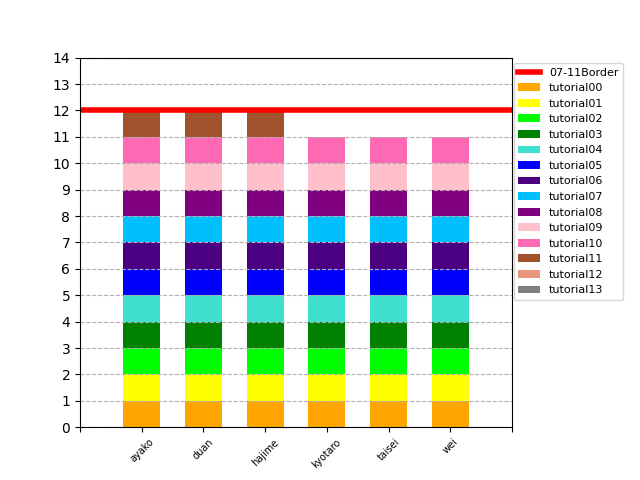 14
13
12
11
10
9
8
7
6
5
4
3
2
1
0
ayako
duan
hajime
kyotaro
taisei
wei
07-11Border
tutorial00
tutorial01
tutorial02
tutorial03
tutorial04
tutorial05
tutorial06
tutorial07
tutorial08
tutorial09
tutorial10
tutorial11
tutorial12
tutorial13